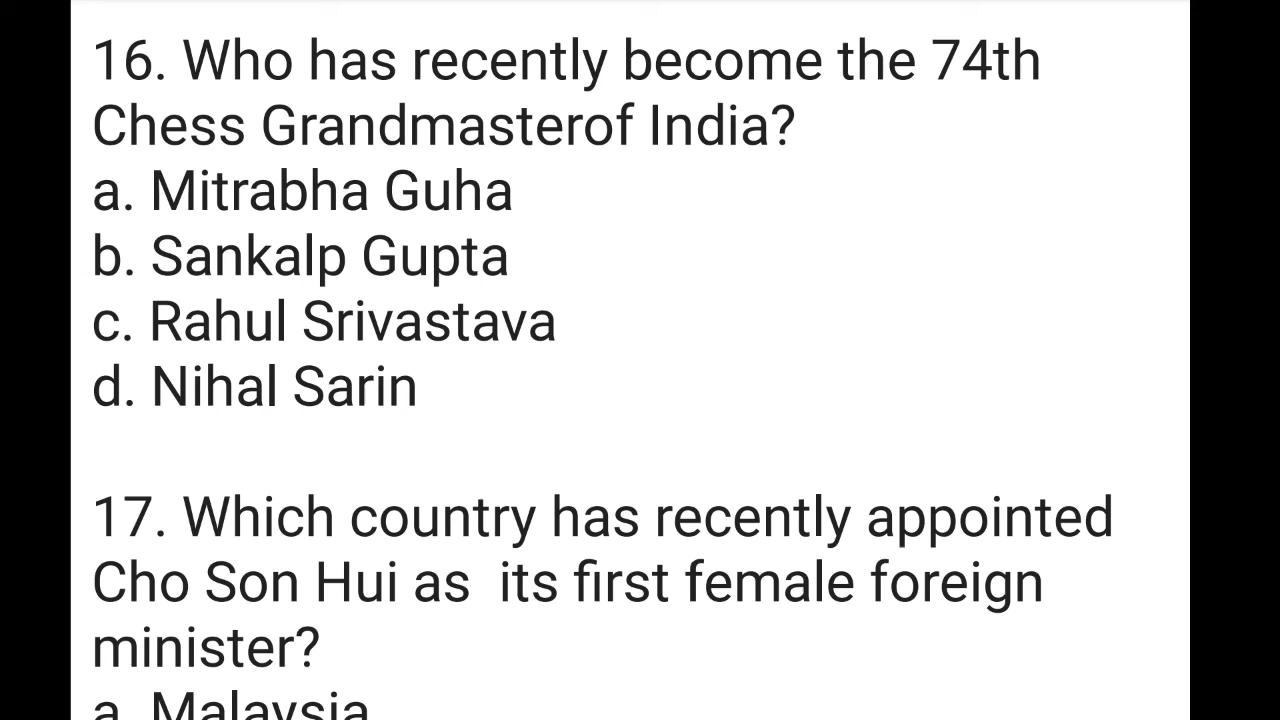 16. Who has recently become the 74th
Chess Grandmasterof India?
a. Mitrabha Guha
b. Sankalp Gupta
c. Rahul Srivastava
d. Nihal Sarin
17. Which country has recently appointed
Cho Son Hui as  its first female foreign
minister?
a. Malaysia